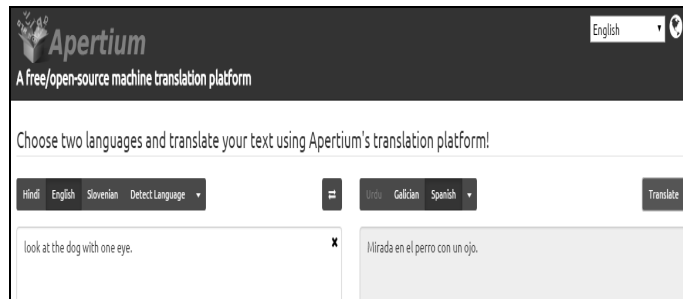 Apertium
English
A free/open-source machine translation platform
Choose two languages and translate your text using Apertium's translation platform!
Hindi English Slovenian Detect Language Urdu Galician Spanish Translate
look at the dog with one eye.
Mirada en el perro con un ojo.